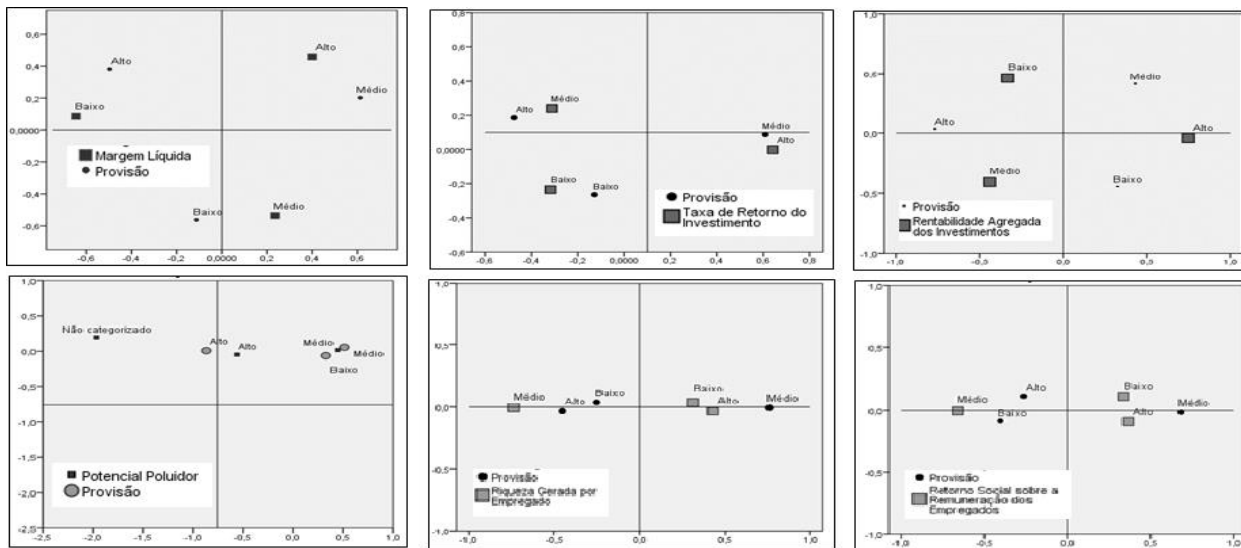 0,6
0,4
Alto
Alto
Médio
0,2
Baixo
0,0000
-0,2
Margem Líquida
Provisão
-0,4
Baixo
Médio
-0,6
-0,6 -0,4 -0,2 0,0000 0,2 0,4 0,6
0,8
0,6
0,4
Médio
Alto
0,2
Médio
Alto
0,0000
Baixo
Baixo
-0,2
Provisão
Taxa de Retorno do
Investimento
0,4
0,6
-0,6 -0,4 -0,2 0,0000 0,2 0,4 0,6 0,8
1,0
Baixo
Médio
0,5
Alto
Alto
0,0
Médio
Baixo
-0,5
Provisão
Rentabilidade Agregada
dos Investimentos
-1,0
-1,0 -0,5 0,0 0,5 1,0
1,0
0,5
Não categorizado
Alto
Alto
Médio
Médio
0,0
Baixo
-0,5
-1,0
-1,5
Potencial Poluidor
Provisão
-2,0
-2,5
-2,5 -2,0 -1,5 -1,0 -0,5 0,0 0,5 1,0
1,0
0,5
Médio
Alto
Baixo
Baixo
Alto
Médio
0,0
-0,5
Provisão
Riqueza Gerada por
Empregado
-1,0
-1,0 -0,5 0,0 0,5 1,0
1,0
0,5
Médio
Alto
Baixo
Baixo
Alto
Médio
0,0
-0,5
Provisão
Retorno Social sobre a
Remuneração dos
Empregados
-1,0
-1,0 -0,5 0,0 0,5 1,0